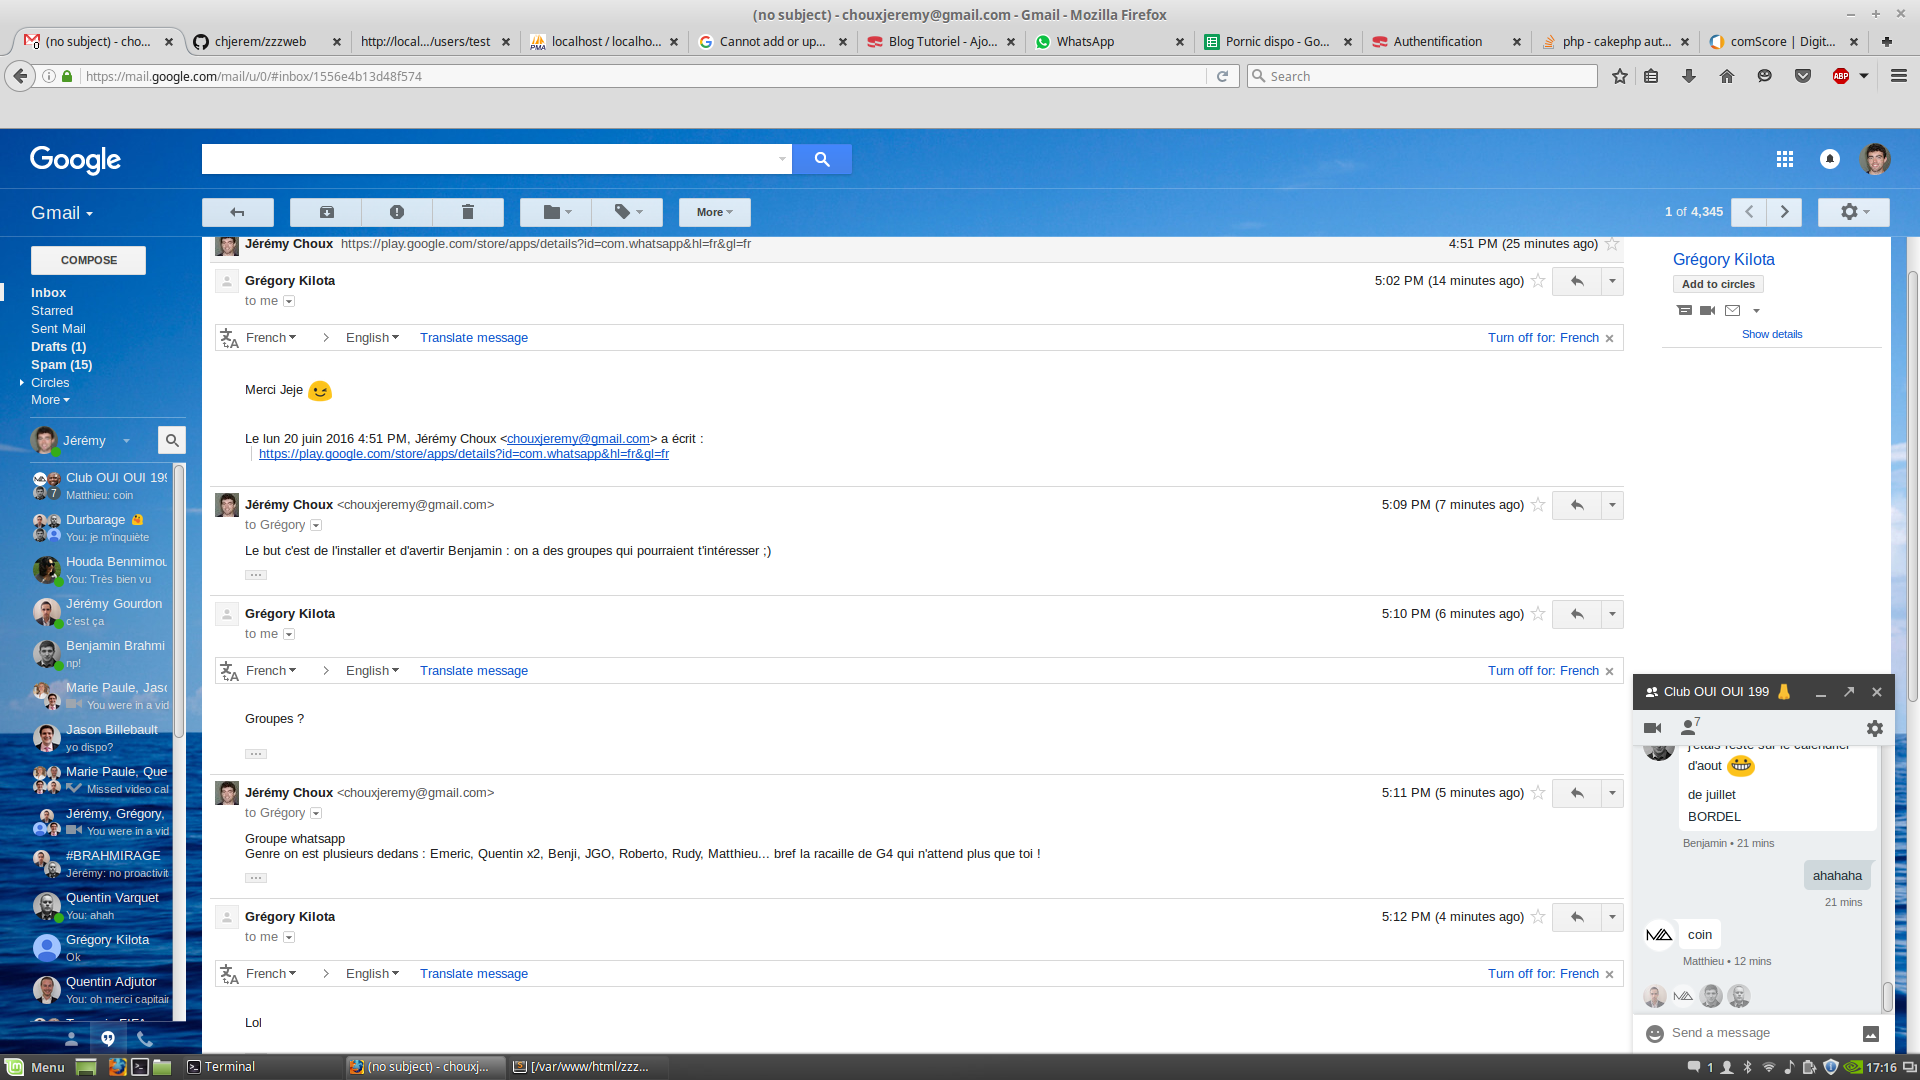 (no subject) - chouxjeremy@gmail.com - Gmail - Mozilla Firefox
(no subject) - cho...
chjerem/zzzweb
http://local.../users/test
localhost / localho...
Cannot add or up...
Blog Tutoriel - Ajo...
WhatsApp
Pornic dispo - Go...
Authentification
php - cakephp aut...
comScore | Digit...
https://mail.google.com/mail/u/0/#inbox/1556e4b13d48f574
Search
ABP
Google
Gmail
More
1 of 4,345
COMPOSE
Inbox
Starred
Sent Mail
Drafts (1)
Spam (15)
Circles
More
Jérémy
Club OUI OUI 199
7
Matthieu: coin
Durbarage
You: je m'inquiète
Houda Benmimou
You: Très bien vu
Jérémy Gourdon
c'est ça
Benjamin Brahmi
np!
Marie Paule, Jaso
You were in a vid
Jason Billebault
yo dispo?
Marie Paule, Que
Missed video cal
Jérémy, Grégory,
You were in a vid
#BRAHMIRAGE
Jérémy: no proactivit
Quentin Varquet
You: ahah
Grégory Kilota
Ok
Quentin Adjutor
You: oh merci capitain
Jérémy Choux https://play.google.com/store/apps/details?id=com.whatsapp&hl=fr&gl=fr
4:51 PM (25 minutes ago)
Grégory Kilota
5:02 PM (14 minutes ago)
to me
French > English Translate message
Turn off for: French
Merci Jeje
Le lun 20 juin 2016 4:51 PM, Jérémy Choux <chouxjeremy@gmail.com> a écrit :
https://play.google.com/store/apps/details?id=com.whatsapp&hl=fr&gl=fr
Jérémy Choux <chouxjeremy@gmail.com>
5:09 PM (7 minutes ago)
to Grégory
Le but c'est de l'installer et d'avertir Benjamin : on a des groupes qui pourraient t'intéresser ;)
Grégory Kilota
5:10 PM (6 minutes ago)
to me
French > English Translate message
Turn off for: French
Groupes ?
Jérémy Choux <chouxjeremy@gmail.com>
5:11 PM (5 minutes ago)
to Grégory
Groupe whatsapp
Genre on est plusieurs dedans : Emeric, Quentin x2, Benji, JGO, Roberto, Rudy, Matthieu... bref la racaille de G4 qui n'attend plus que toi !
Grégory Kilota
5:12 PM (4 minutes ago)
to me
French > English Translate message
Turn off for: French
Lol
Grégory Kilota
Add to circles
Show details
Club OUI OUI 199
7
j'étais resté sur le calendrier
d'aout
de juillet
BORDEL
Benjamin • 21 mins
ahahaha
21 mins
coin
Matthieu • 12 mins
Send a message
Menu
Terminal
(no subject) - chouxj...
[/var/www/html/zzz...
1
17:16